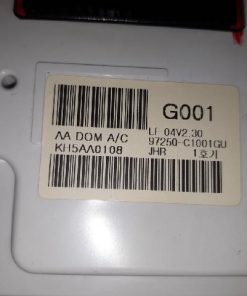 G001
LF 04V2.30
AA DOM A/C
97250-C1001GU
KH5AA0108
JHR 1호기